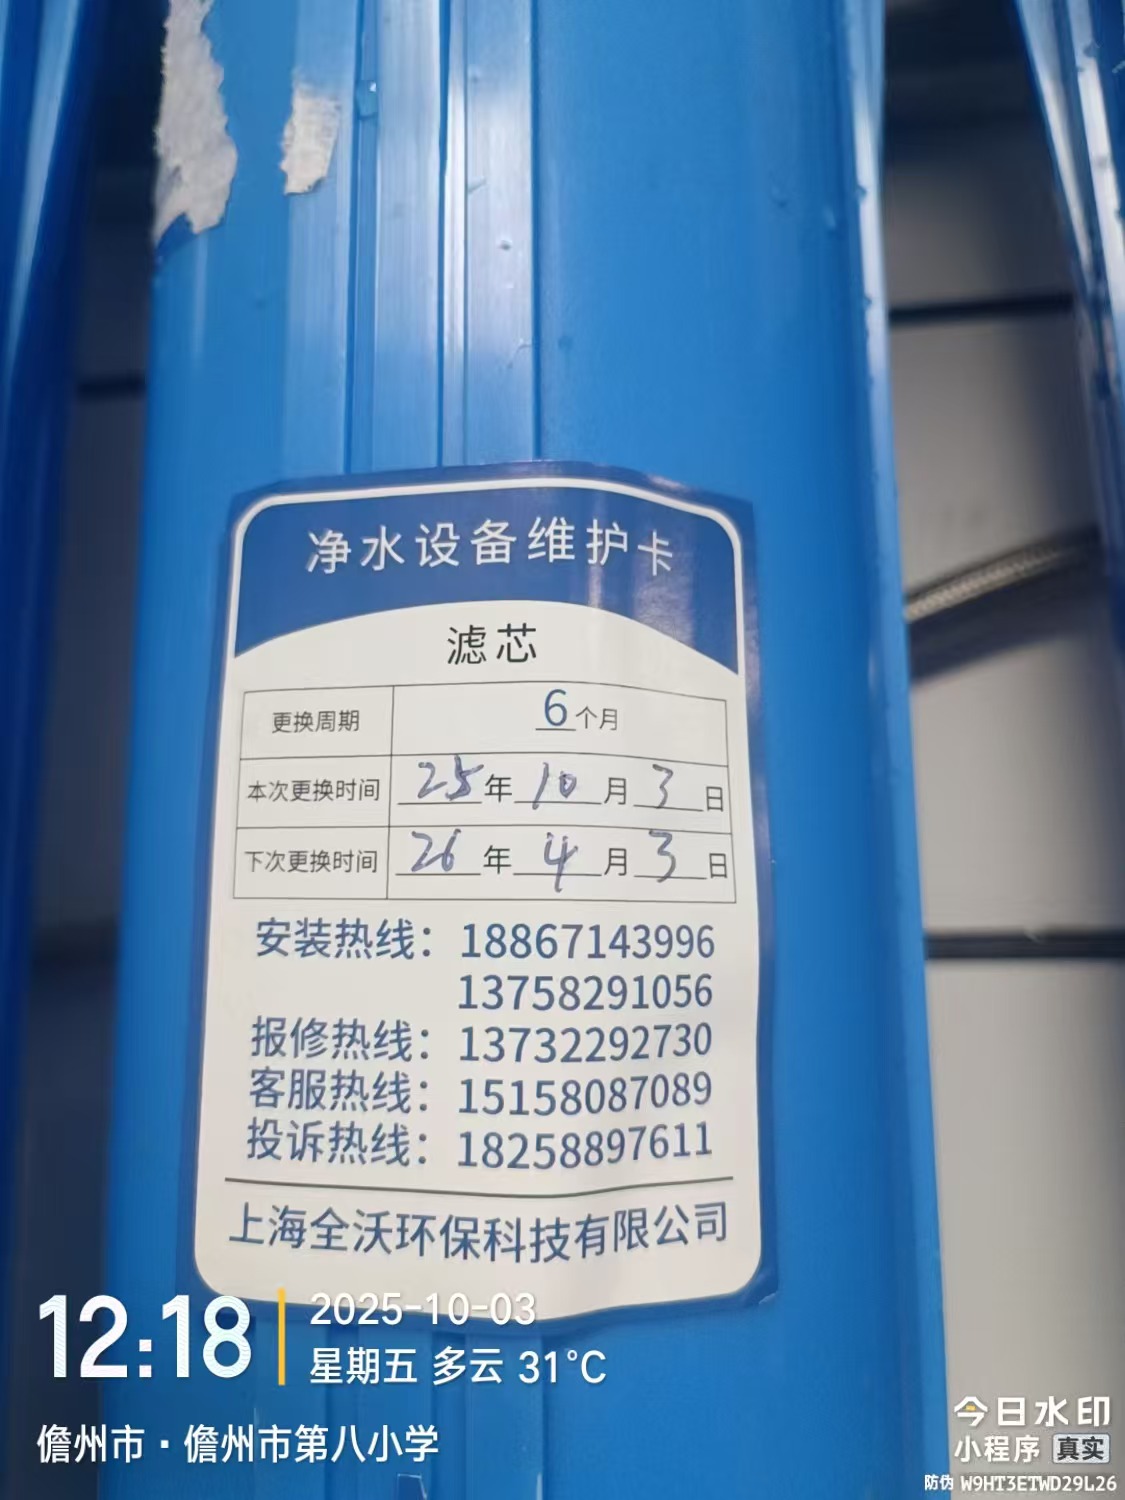 净水设备维护卡
滤芯
更换周期 6个月
本次更换时间 25年10月3日
下次更换时间 26年4月3日
安装热线：18867143996
13758291056
报修热线：13732292730
客服热线：15158087089
投诉热线：18258897611
上海全沃环保科技有限公司
12:18
2025-10-03
星期五 多云 31°C
儋州市·儋州市第八小学
今日水印
小程序 真实
防伪 W9HT3ETWD29L26